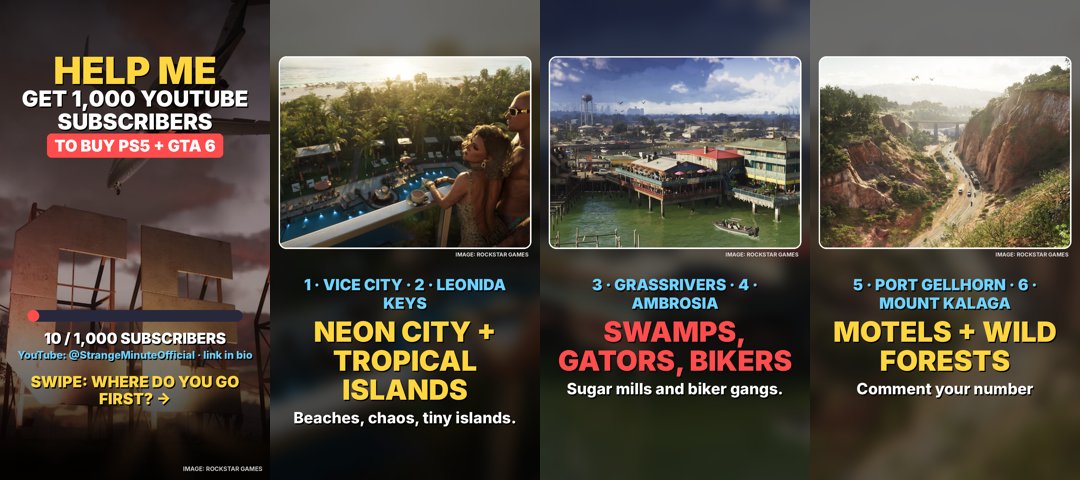 HELP ME
GET 1,000 YOUTUBE
SUBSCRIBERS
TO BUY PS5 + GTA 6
10 / 1,000 SUBSCRIBERS
YouTube: @StrangeMinuteOfficial · link in bio
SWIPE: WHERE DO YOU GO
FIRST? →
IMAGE: ROCKSTAR GAMES
IMAGE: ROCKSTAR GAMES
1 · VICE CITY · 2 · LEONIDA
KEYS
NEON CITY +
TROPICAL
ISLANDS
Beaches, chaos, tiny islands.
IMAGE: ROCKSTAR GAMES
3 · GRASSRIVERS · 4 ·
AMBROSIA
SWAMPS,
GATORS, BIKERS
Sugar mills and biker gangs.
IMAGE: ROCKSTAR GAMES
5 · PORT GELLHORN · 6 ·
MOUNT KALAGA
MOTELS + WILD
FORESTS
Comment your number